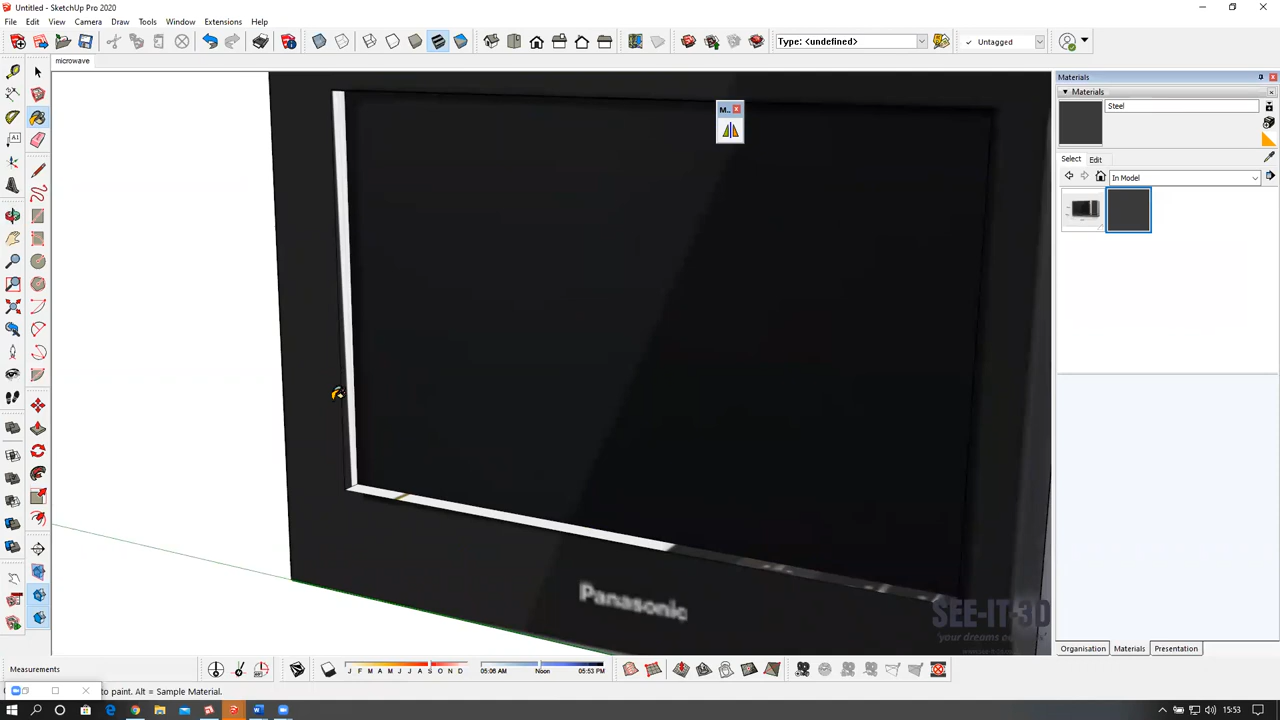 Untitled - SketchUp Pro 2020
File Edit View Camera Draw Tools Window Extensions Help
Type: <undefined>
Untagged
microwave
M..
Materials
Materials
Steel
Select Edit
In Model
A1
Panasonic
SEE-IT-3D
Organisation Materials Presentation
Measurements
J F M A M J J A S O N D
05:06 AM Noon 05:53 PM
to paint. Alt = Sample Material.
15:53